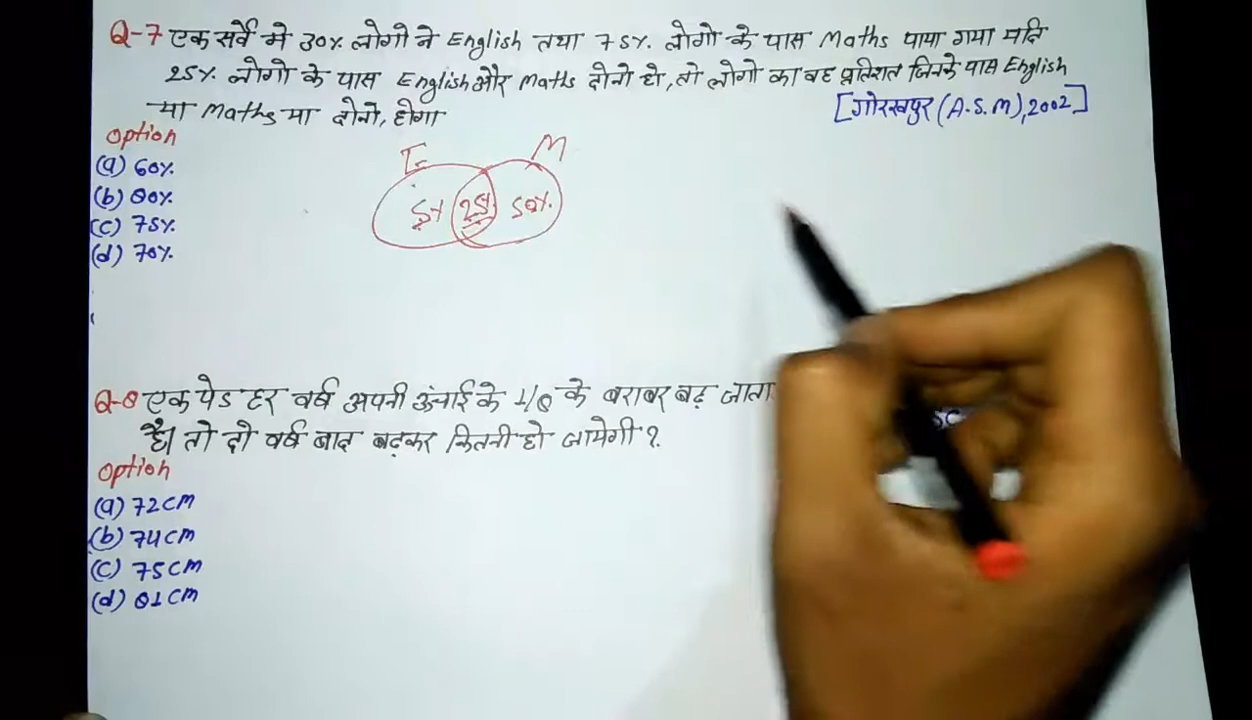 Q-7 एक सर्वे मे 30% लोगो ने English तथा 75% लोगो के पास Maths पाया गया यदि
25% लोगो के पास English और Maths दोनो हो, तो लोगो का वह प्रतिशत जिनके पास English
या Maths या दोनो, होगा [गोरखपुर (A.S.M), 2002]
Option
(a) 60%
(b) 80%
(c) 75%
(d) 70%
E M
5% 25% 50%
Q-8 एक पेड हर वर्ष अपनी ऊंचाई के 1/8 के बराबर बढ़ जाता
है। तो दो वर्ष बाद बढ़कर कितनी हो जायेगी ?
Option
(a) 72cm
(b) 74cm
(c) 75cm
(d) 81cm